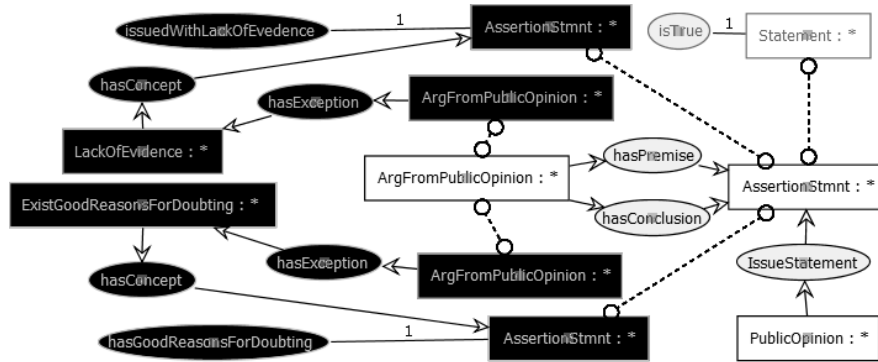 issuedWithLackOfEvedence
1
AssertionStmnt : *
isTrue
1
Statement : *
hasConcept
hasException
ArgFromPublicOpinion : *
LackOfEvidence : *
hasPremise
ArgFromPublicOpinion : *
AssertionStmnt : *
ExistGoodReasonsForDoubting : *
hasConclusion
hasException
IssueStatement
hasConcept
ArgFromPublicOpinion : *
hasGoodReasonsForDoubting
1
AssertionStmnt : *
PublicOpinion : *